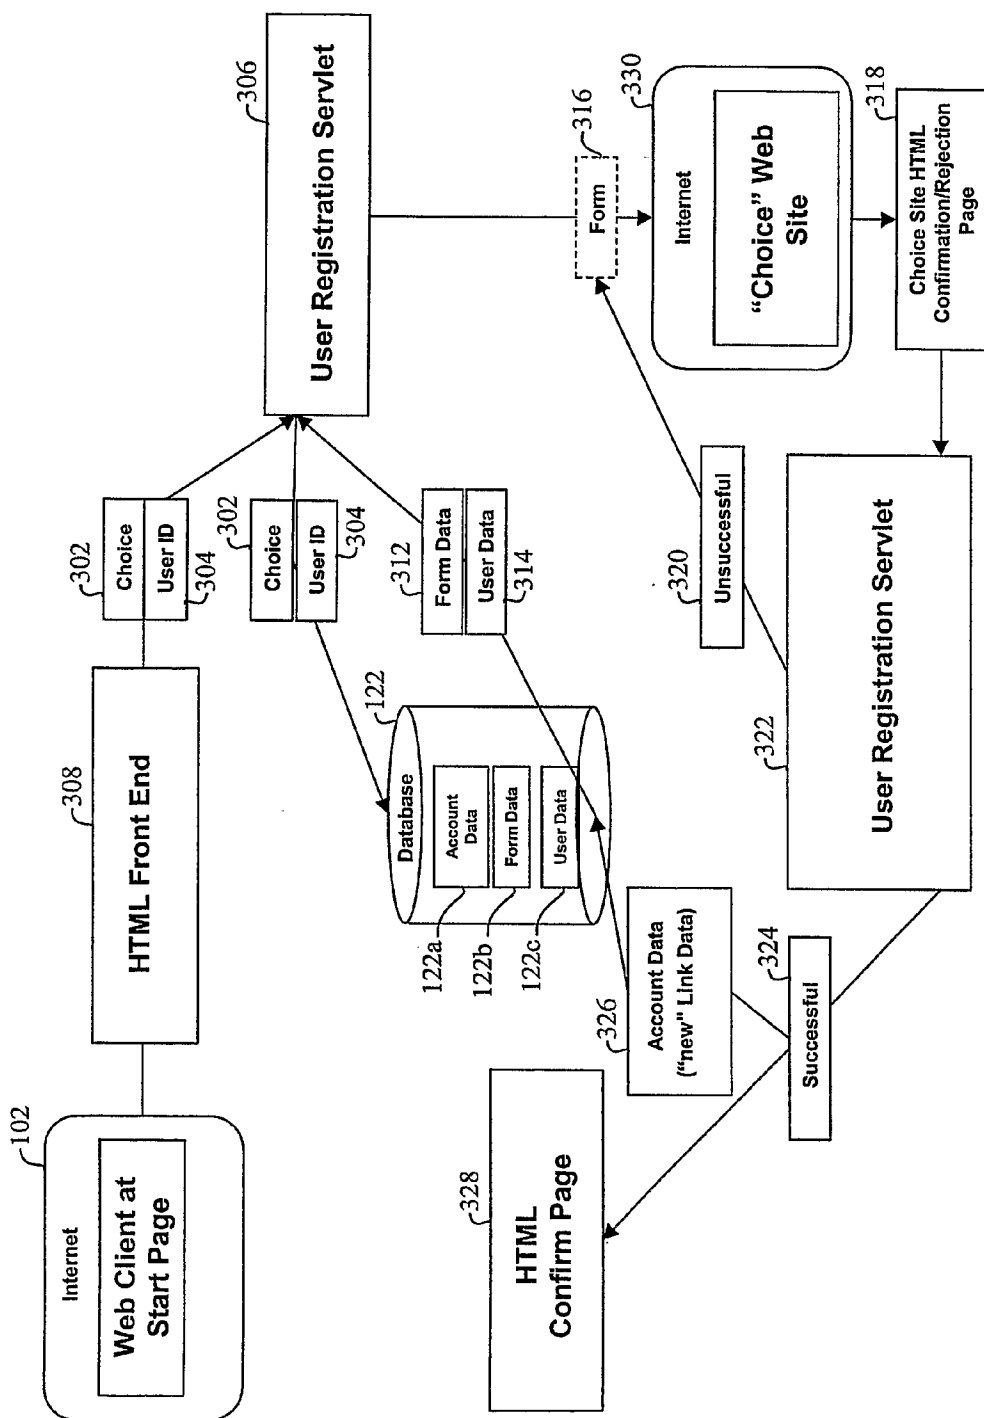 102
Internet
Web Client at
Start Page
308
HTML Front End
302
Choice
User ID
304
302
Choice
User ID
304
312
Form Data
User Data
314
306
User Registration Servlet
122
Database
Account
Data
Form Data
User Data
122a
122b
122c
316
Form
330
Internet
“Choice” Web
Site
318
Choice Site HTML
Confirmation/Rejection
Page
320
Unsuccessful
322
User Registration Servlet
324
Successful
326
Account Data
(“new" Link Data)
328
HTML
Confirm Page